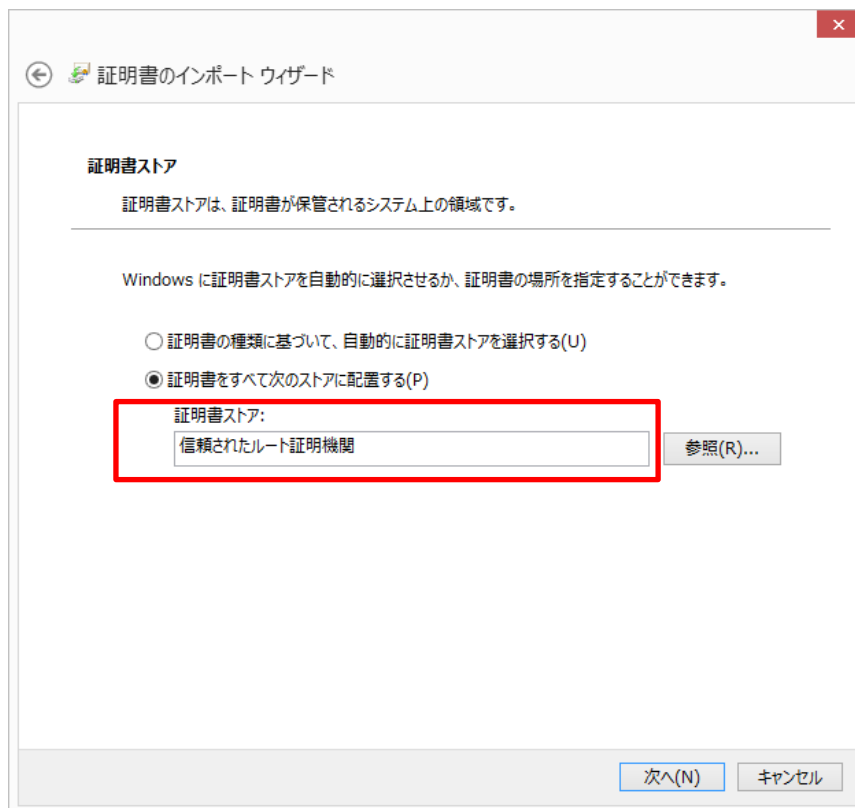 証明書のインポート ウィザード
証明書ストア
証明書ストアは、証明書が保管されるシステム上の領域です。
Windows に証明書ストアを自動的に選択させるか、証明書の場所を指定することができます。
証明書の種類に基づいて、自動的に証明書ストアを選択する(U)
証明書をすべて次のストアに配置する(P)
証明書ストア:
信頼されたルート証明機関
参照(R)...
次へ(N)
キャンセル